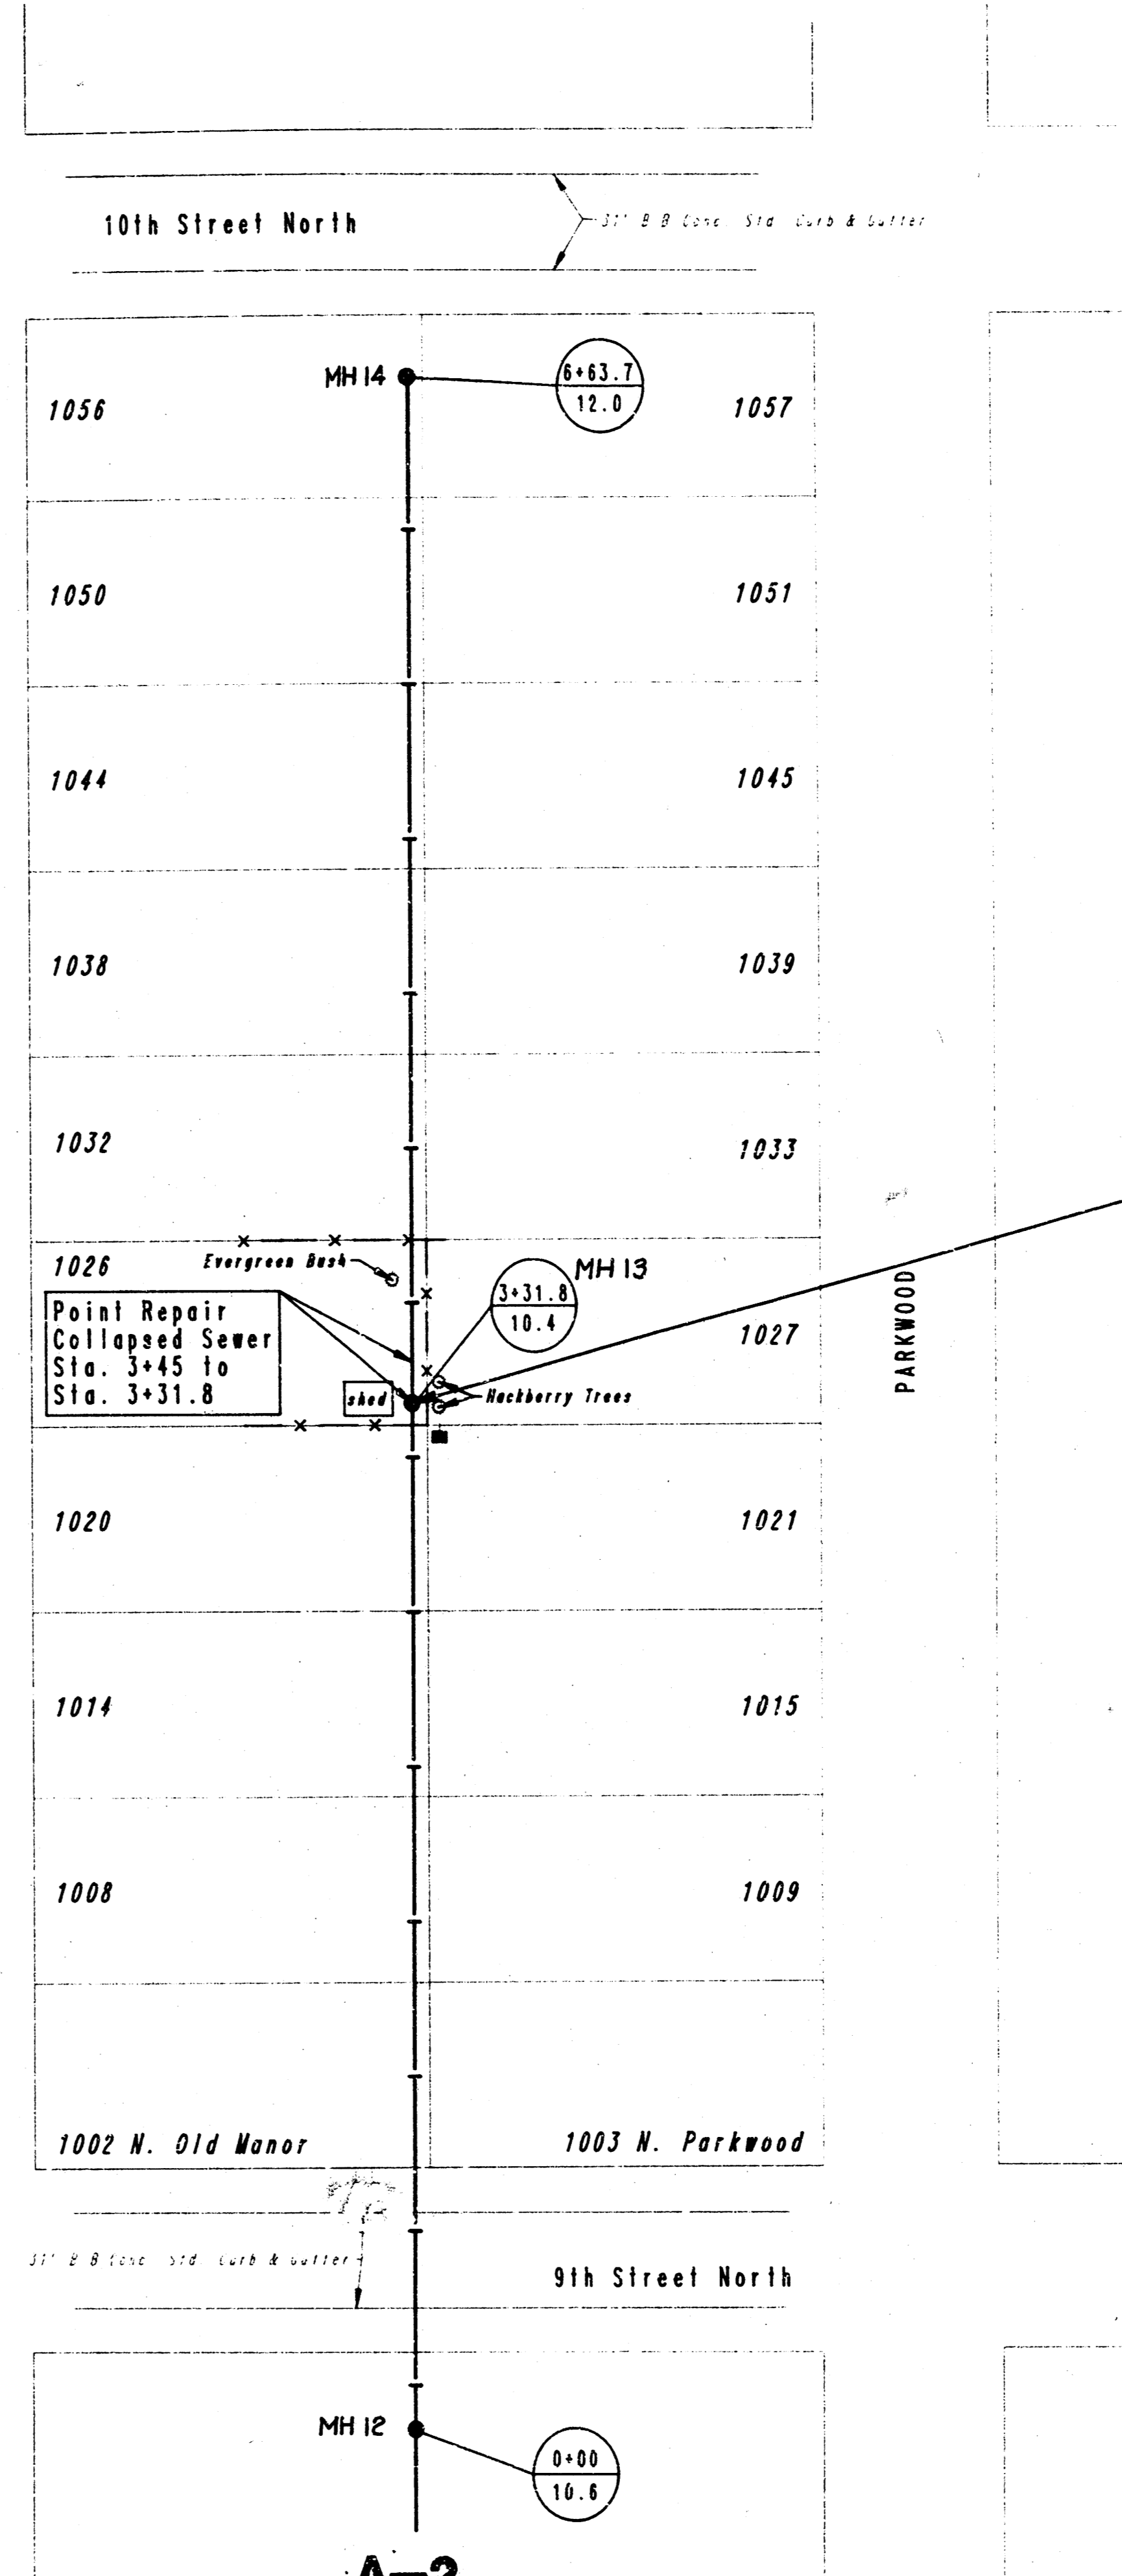 10th Street North
31' B B Conc. Std. Curb & Gutter
MH 14
6+63.7
12.0
1056
1057
1050
1051
1044
1045
1038
1039
1032
1033
1026
Evergreen Bush
MH 13
3+31.8
10.4
1027
PARKWOOD
Point Repair
Collapsed Sewer
Sta. 3+45 to
Sta. 3+31.8
shed
Hackberry Trees
1020
1021
1014
1015
1008
1009
1002 N. Old Manor
1003 N. Parkwood
31' B B Conc. Std. Curb & Gutter
9th Street North
MH 12
0+00
10.6
A-2